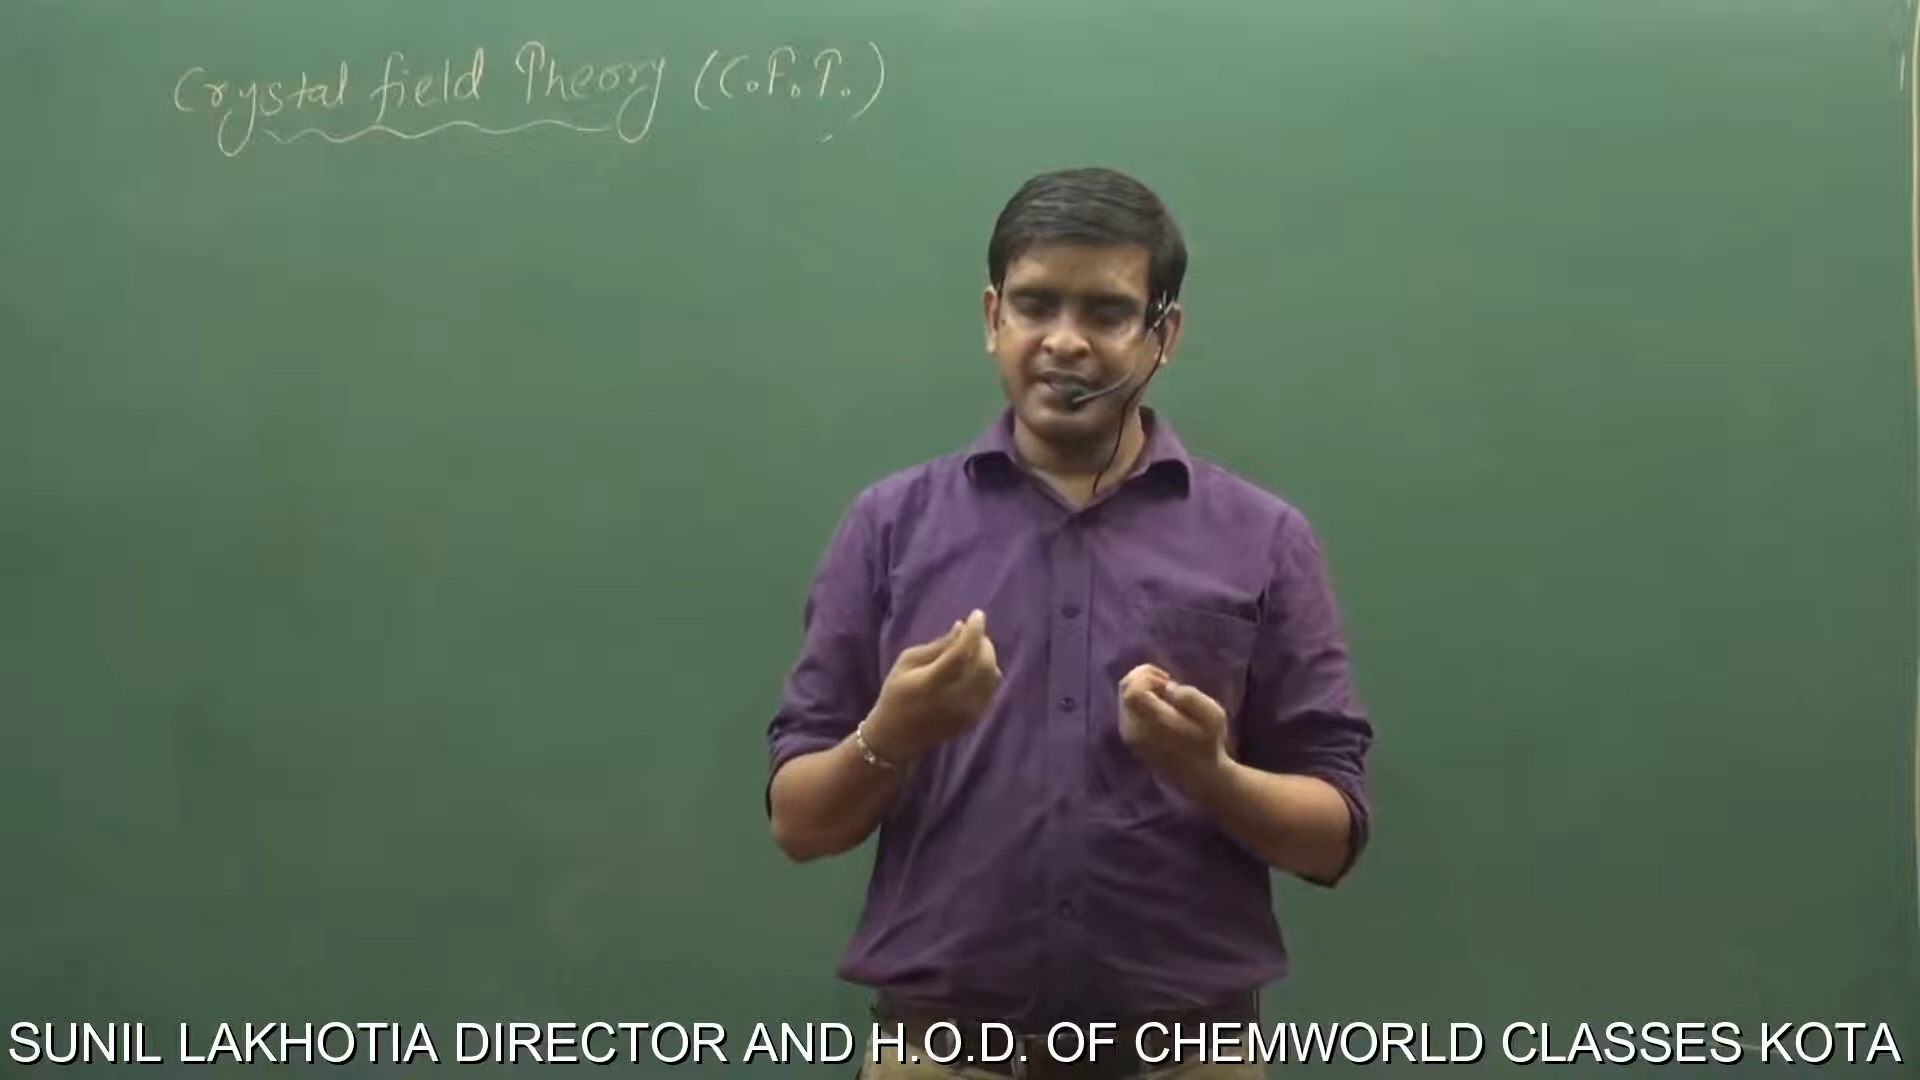 Crystal field Theory (C.F.T.)
SUNIL LAKHOTIA DIRECTOR AND H.O.D. OF CHEMWORLD CLASSES KOTA